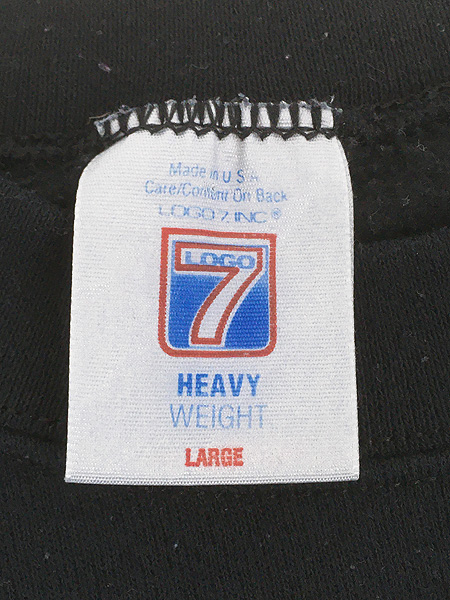 Made in U.S.A.
Care/Content On Back
LOGO 7, INC®
LOGO
7
HEAVY
WEIGHT
LARGE